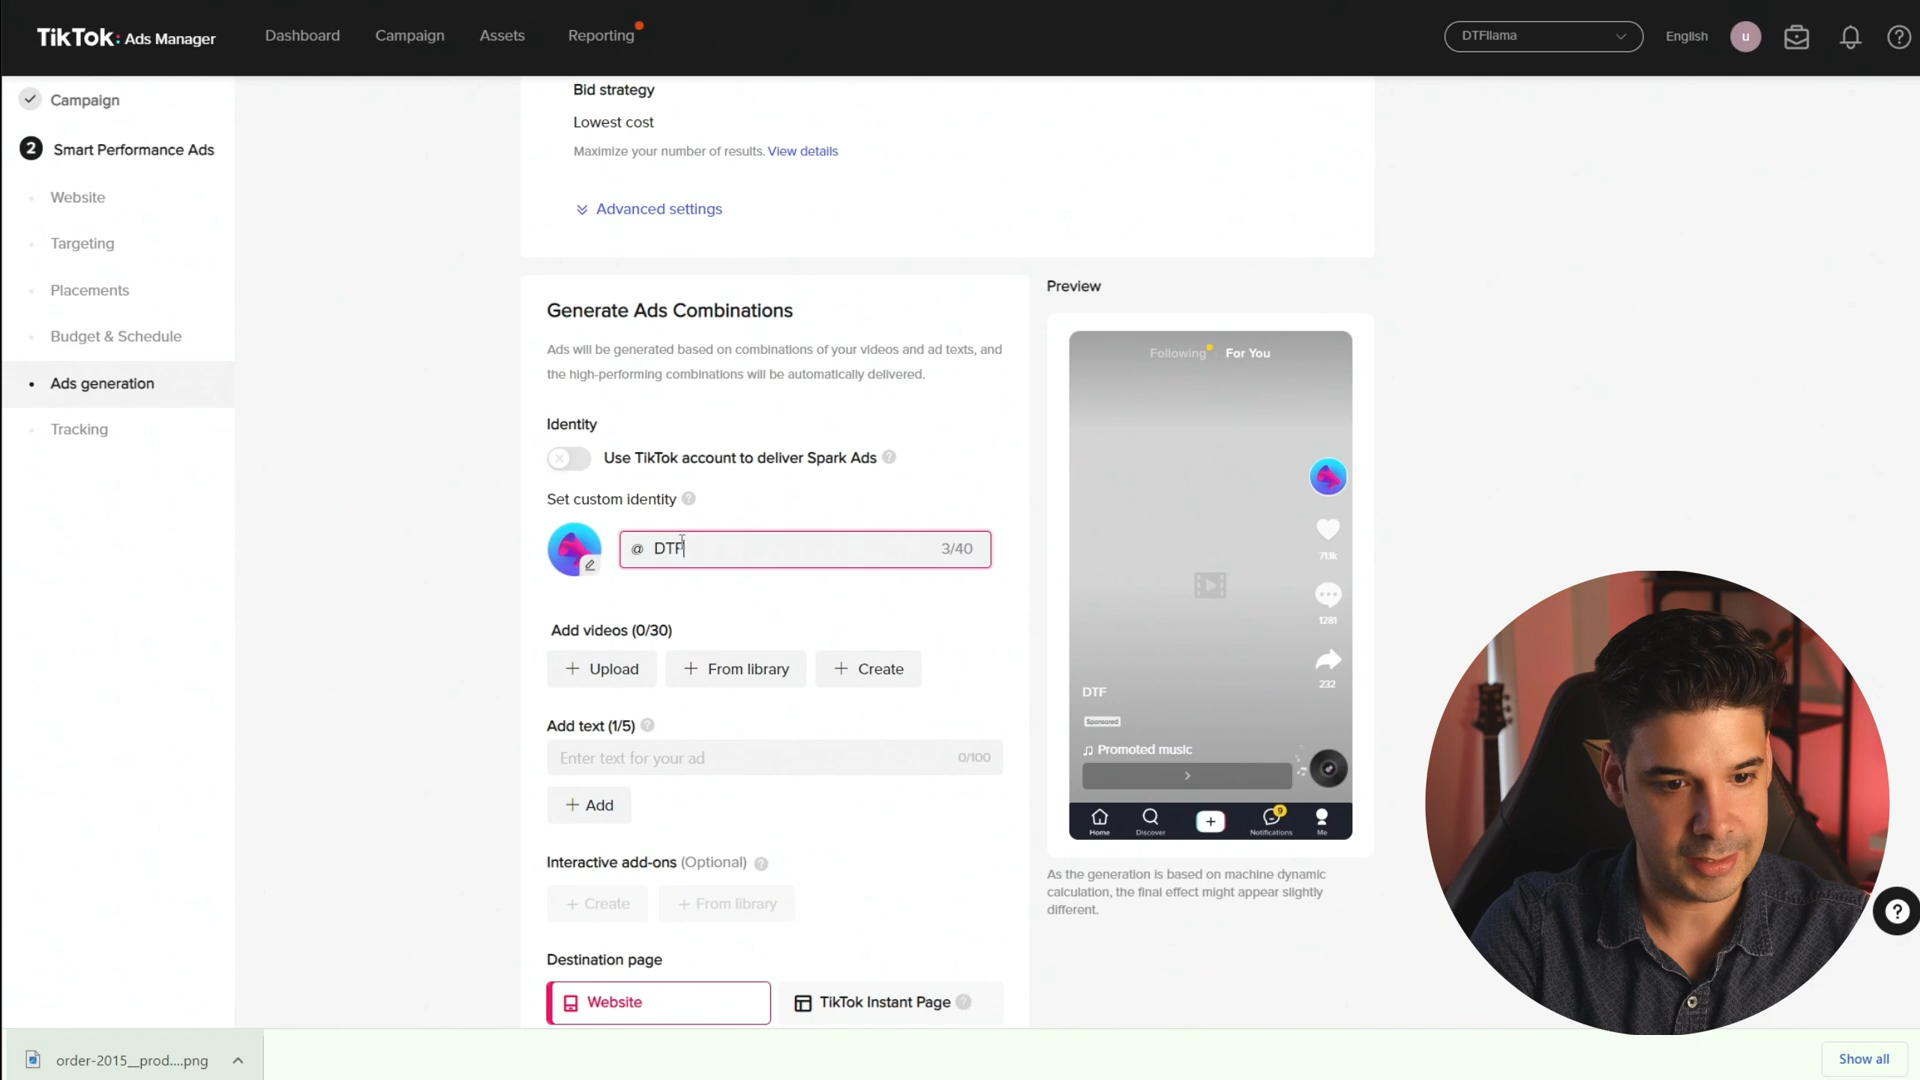 TikTok: Ads Manager
Dashboard
Campaign
Assets
Reporting
DTFllama
English
u
Campaign
2 Smart Performance Ads
Website
Targeting
Placements
Budget & Schedule
Ads generation
Tracking
Bid strategy
Lowest cost
Maximize your number of results. View details
Advanced settings
Generate Ads Combinations
Ads will be generated based on combinations of your videos and ad texts, and
the high-performing combinations will be automatically delivered.
Identity
Use TikTok account to deliver Spark Ads ?
Set custom identity ?
@ DTF 3/40
Add videos (0/30)
+ Upload
+ From library
+ Create
Add text (1/5) ?
Enter text for your ad 0/100
+ Add
Interactive add-ons (Optional) ?
+ Create
+ From library
Destination page
Website
TikTok Instant Page ?
Preview
Following For You
71.1k
1281
232
DTF
Sponsored
♫ Promoted music
Home
Discover
9
Notifications
Me
As the generation is based on machine dynamic
calculation, the final effect might appear slightly
different.
?
order-2015__prod....png
Show all